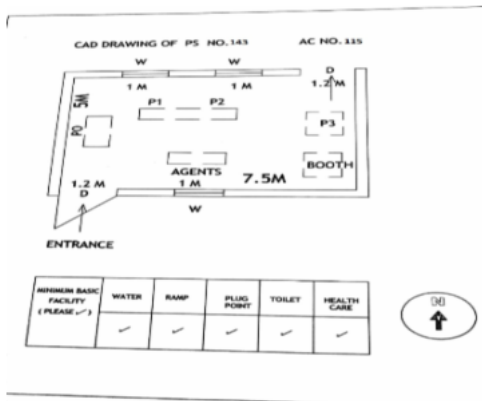 CAD DRAWING OF PS NO.143 AC NO.115
W W D
1 M 1 M 1.2 M
5M
P1 P2
PO P3
AGENTS BOOTH
1.2 M 1 M 7.5M
D
W
ENTRANCE
MINIMUM BASIC FACILITY (PLEASE ✓) WATER RAMP PLUG POINT TOILET HEALTH CARE
✓ ✓ ✓ ✓ ✓
N